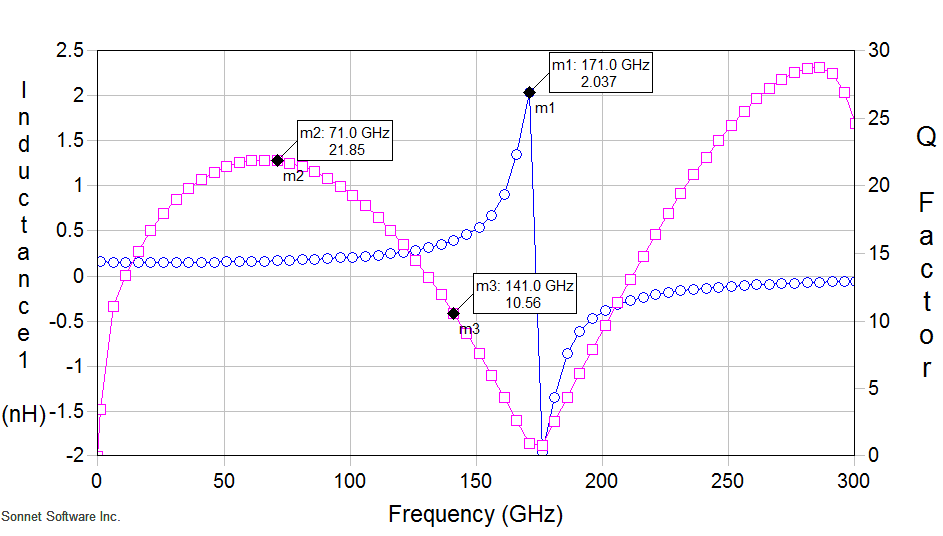 2.5
2
1.5
1
0.5
0
-0.5
-1
-1.5
-2
Inductance1
(nH)
m1: 171.0 GHz
2.037
m1
m2: 71.0 GHz
21.85
m2
m3: 141.0 GHz
10.56
m3
30
25
20
15
10
5
0
Q Factor
0 50 100 150 200 250 300
Frequency (GHz)
Sonnet Software Inc.